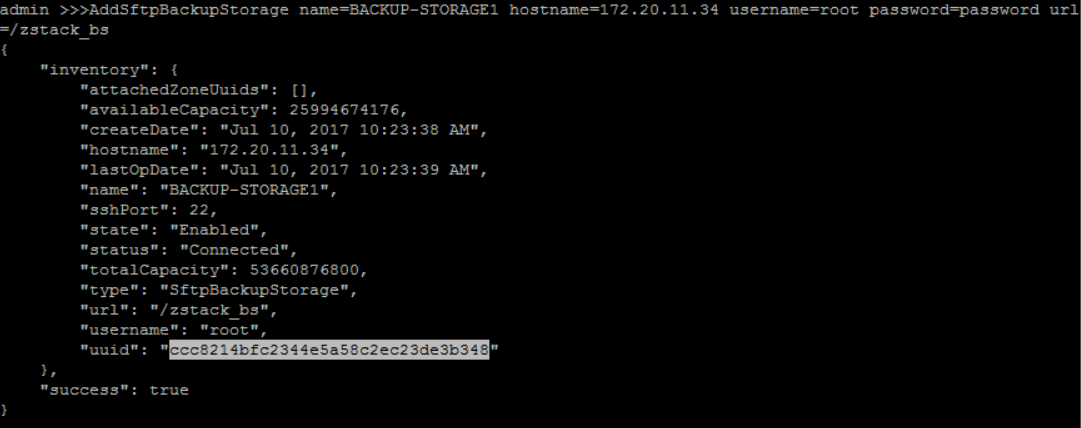 admin >>>AddSftpBackupStorage name=BACKUP-STORAGE1 hostname=172.20.11.34 username=root password=password url
=/zstack_bs
{
    "inventory": {
        "attachedZoneUuids": [],
        "availableCapacity": 25994674176,
        "createDate": "Jul 10, 2017 10:23:38 AM",
        "hostname": "172.20.11.34",
        "lastOpDate": "Jul 10, 2017 10:23:39 AM",
        "name": "BACKUP-STORAGE1",
        "sshPort": 22,
        "state": "Enabled",
        "status": "Connected",
        "totalCapacity": 53660876800,
        "type": "SftpBackupStorage",
        "url": "/zstack_bs",
        "username": "root",
        "uuid": "ccc8214bfc2344e5a58c2ec23de3b348"
    },
    "success": true
}